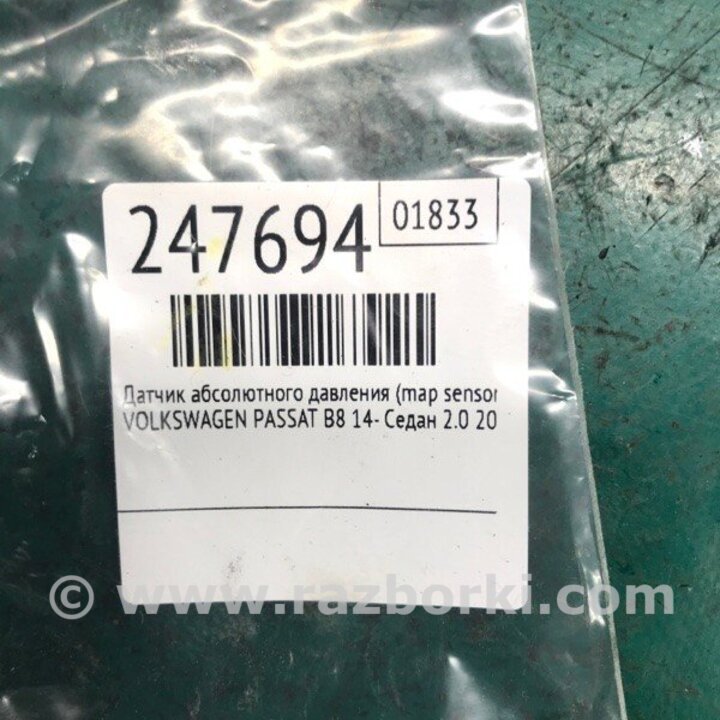 247694
01833
Датчик абсолютного давления (map sensor
VOLKSWAGEN PASSAT B8 14- Седан 2.0 20
© www.razborki.com